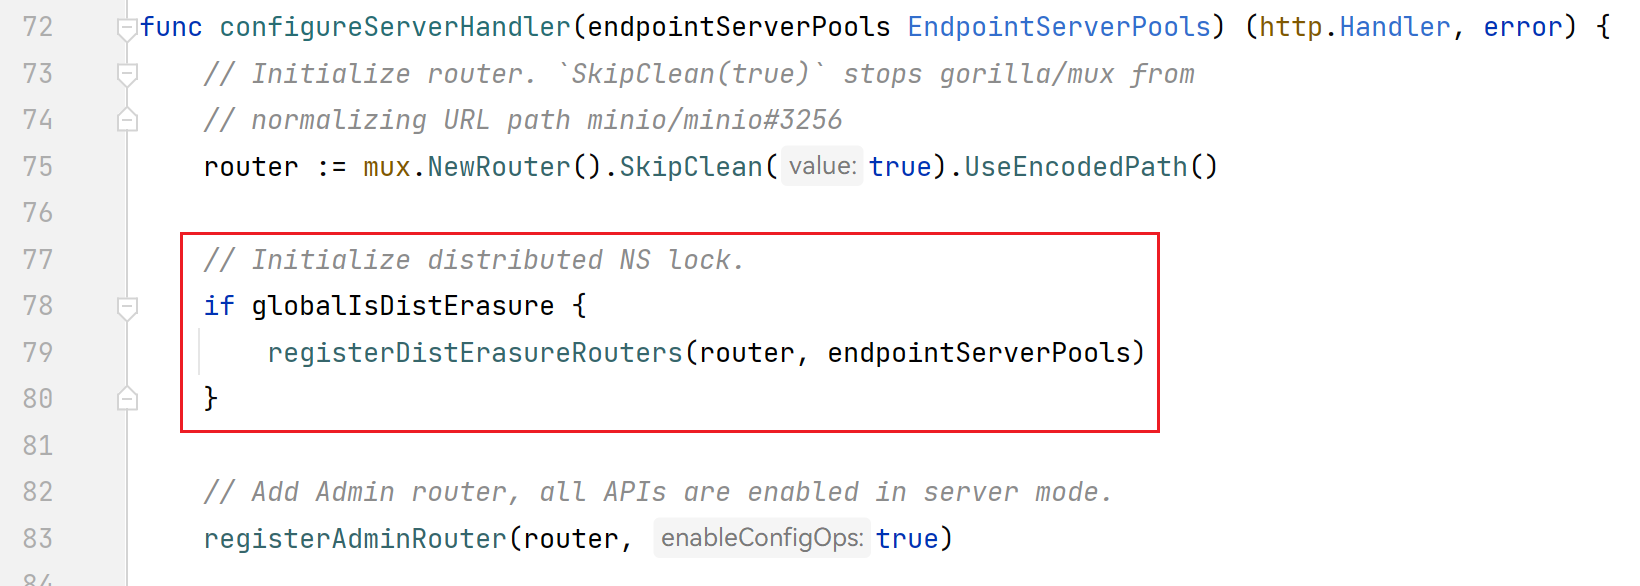 72 func configureServerHandler(endpointServerPools EndpointServerPools) (http.Handler, error) {
73 // Initialize router. `SkipClean(true)` stops gorilla/mux from
74 // normalizing URL path minio/minio#3256
75 router := mux.NewRouter().SkipClean( value: true).UseEncodedPath()
76
77 // Initialize distributed NS lock.
78 if globalIsDistErasure {
79 registerDistErasureRouters(router, endpointServerPools)
80 }
81
82 // Add Admin router, all APIs are enabled in server mode.
83 registerAdminRouter(router, enableConfigOps: true)
84